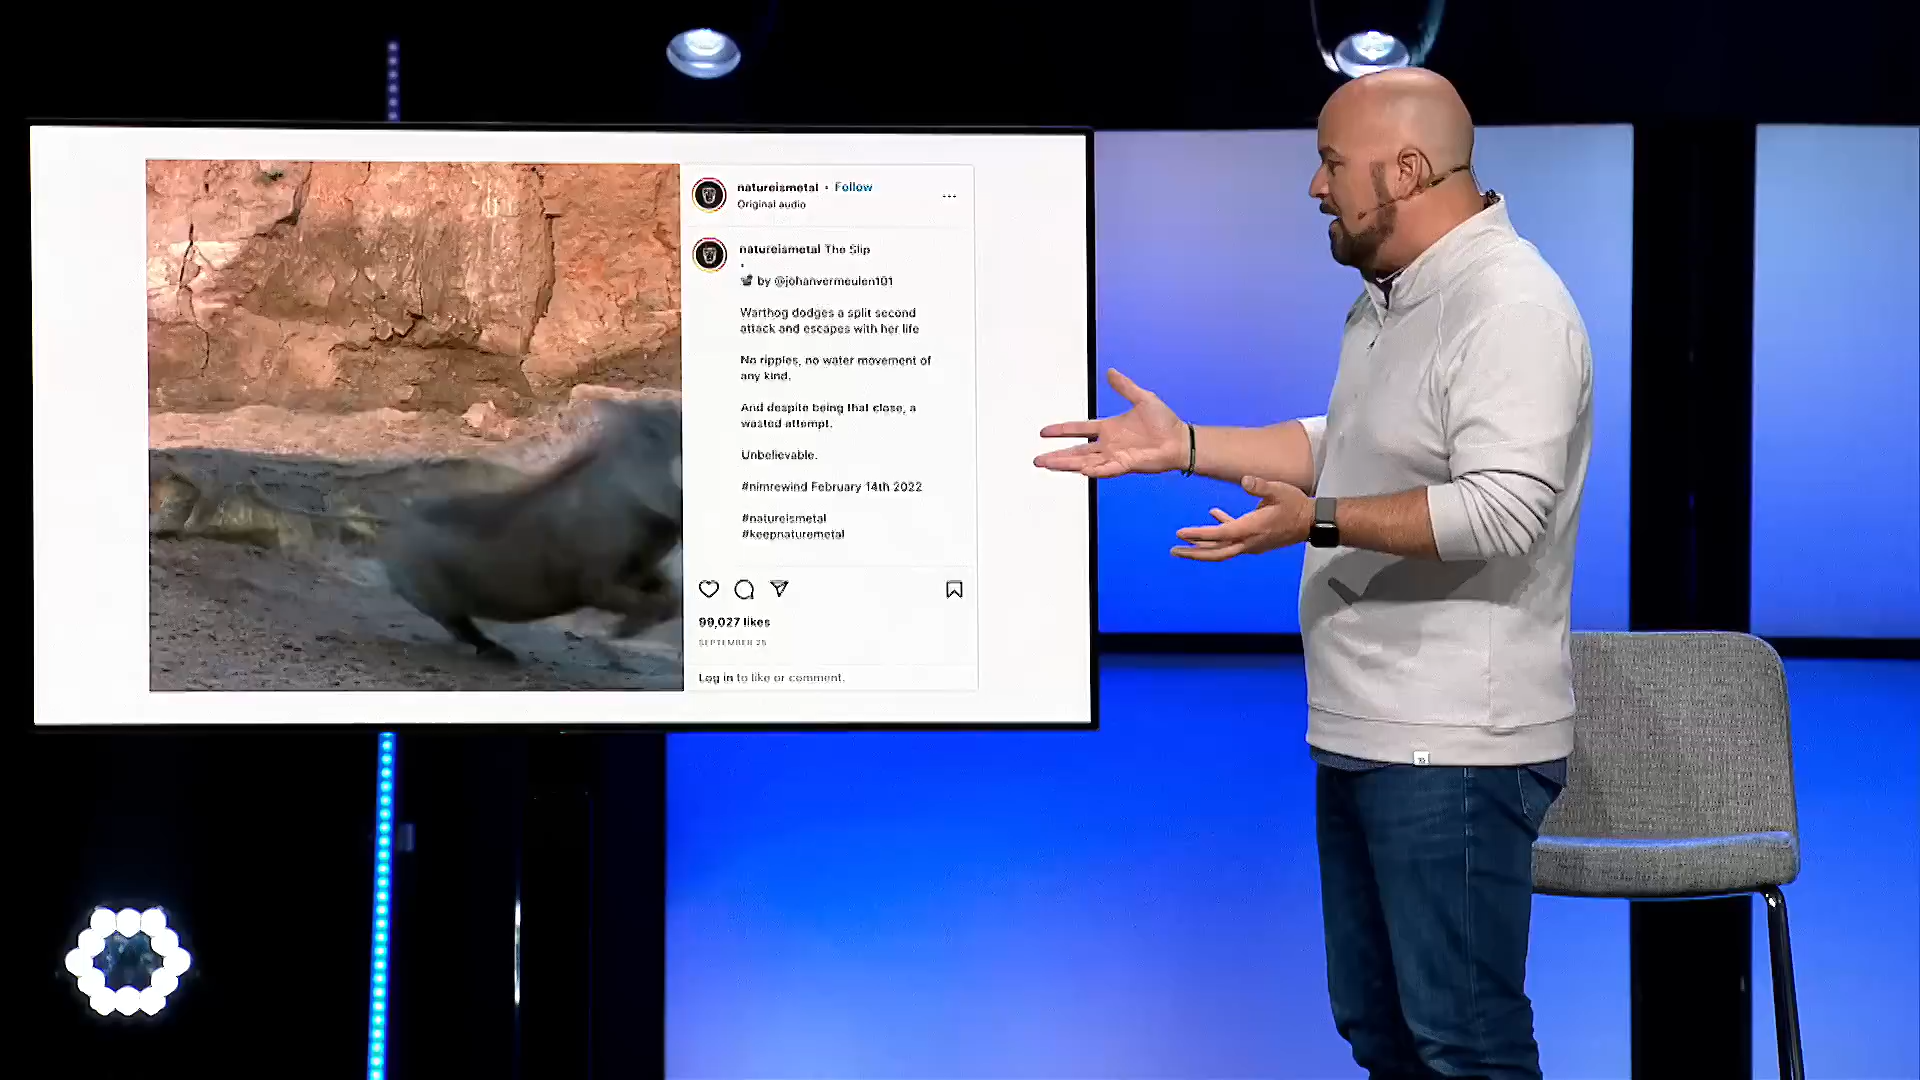 natureismetal • Follow
Original audio
natureismetal The Slip
.
by @johanvermeulen101
Warthog dodges a split second
attack and escapes with her life
No ripples, no water movement of
any kind.
And despite being that close, a
wasted attempt.
Unbelievable.
#nimrewind February 14th 2022
#natureismetal
#keepnaturemetal
99,027 likes
SEPTEMBER 25
Log in to like or comment.